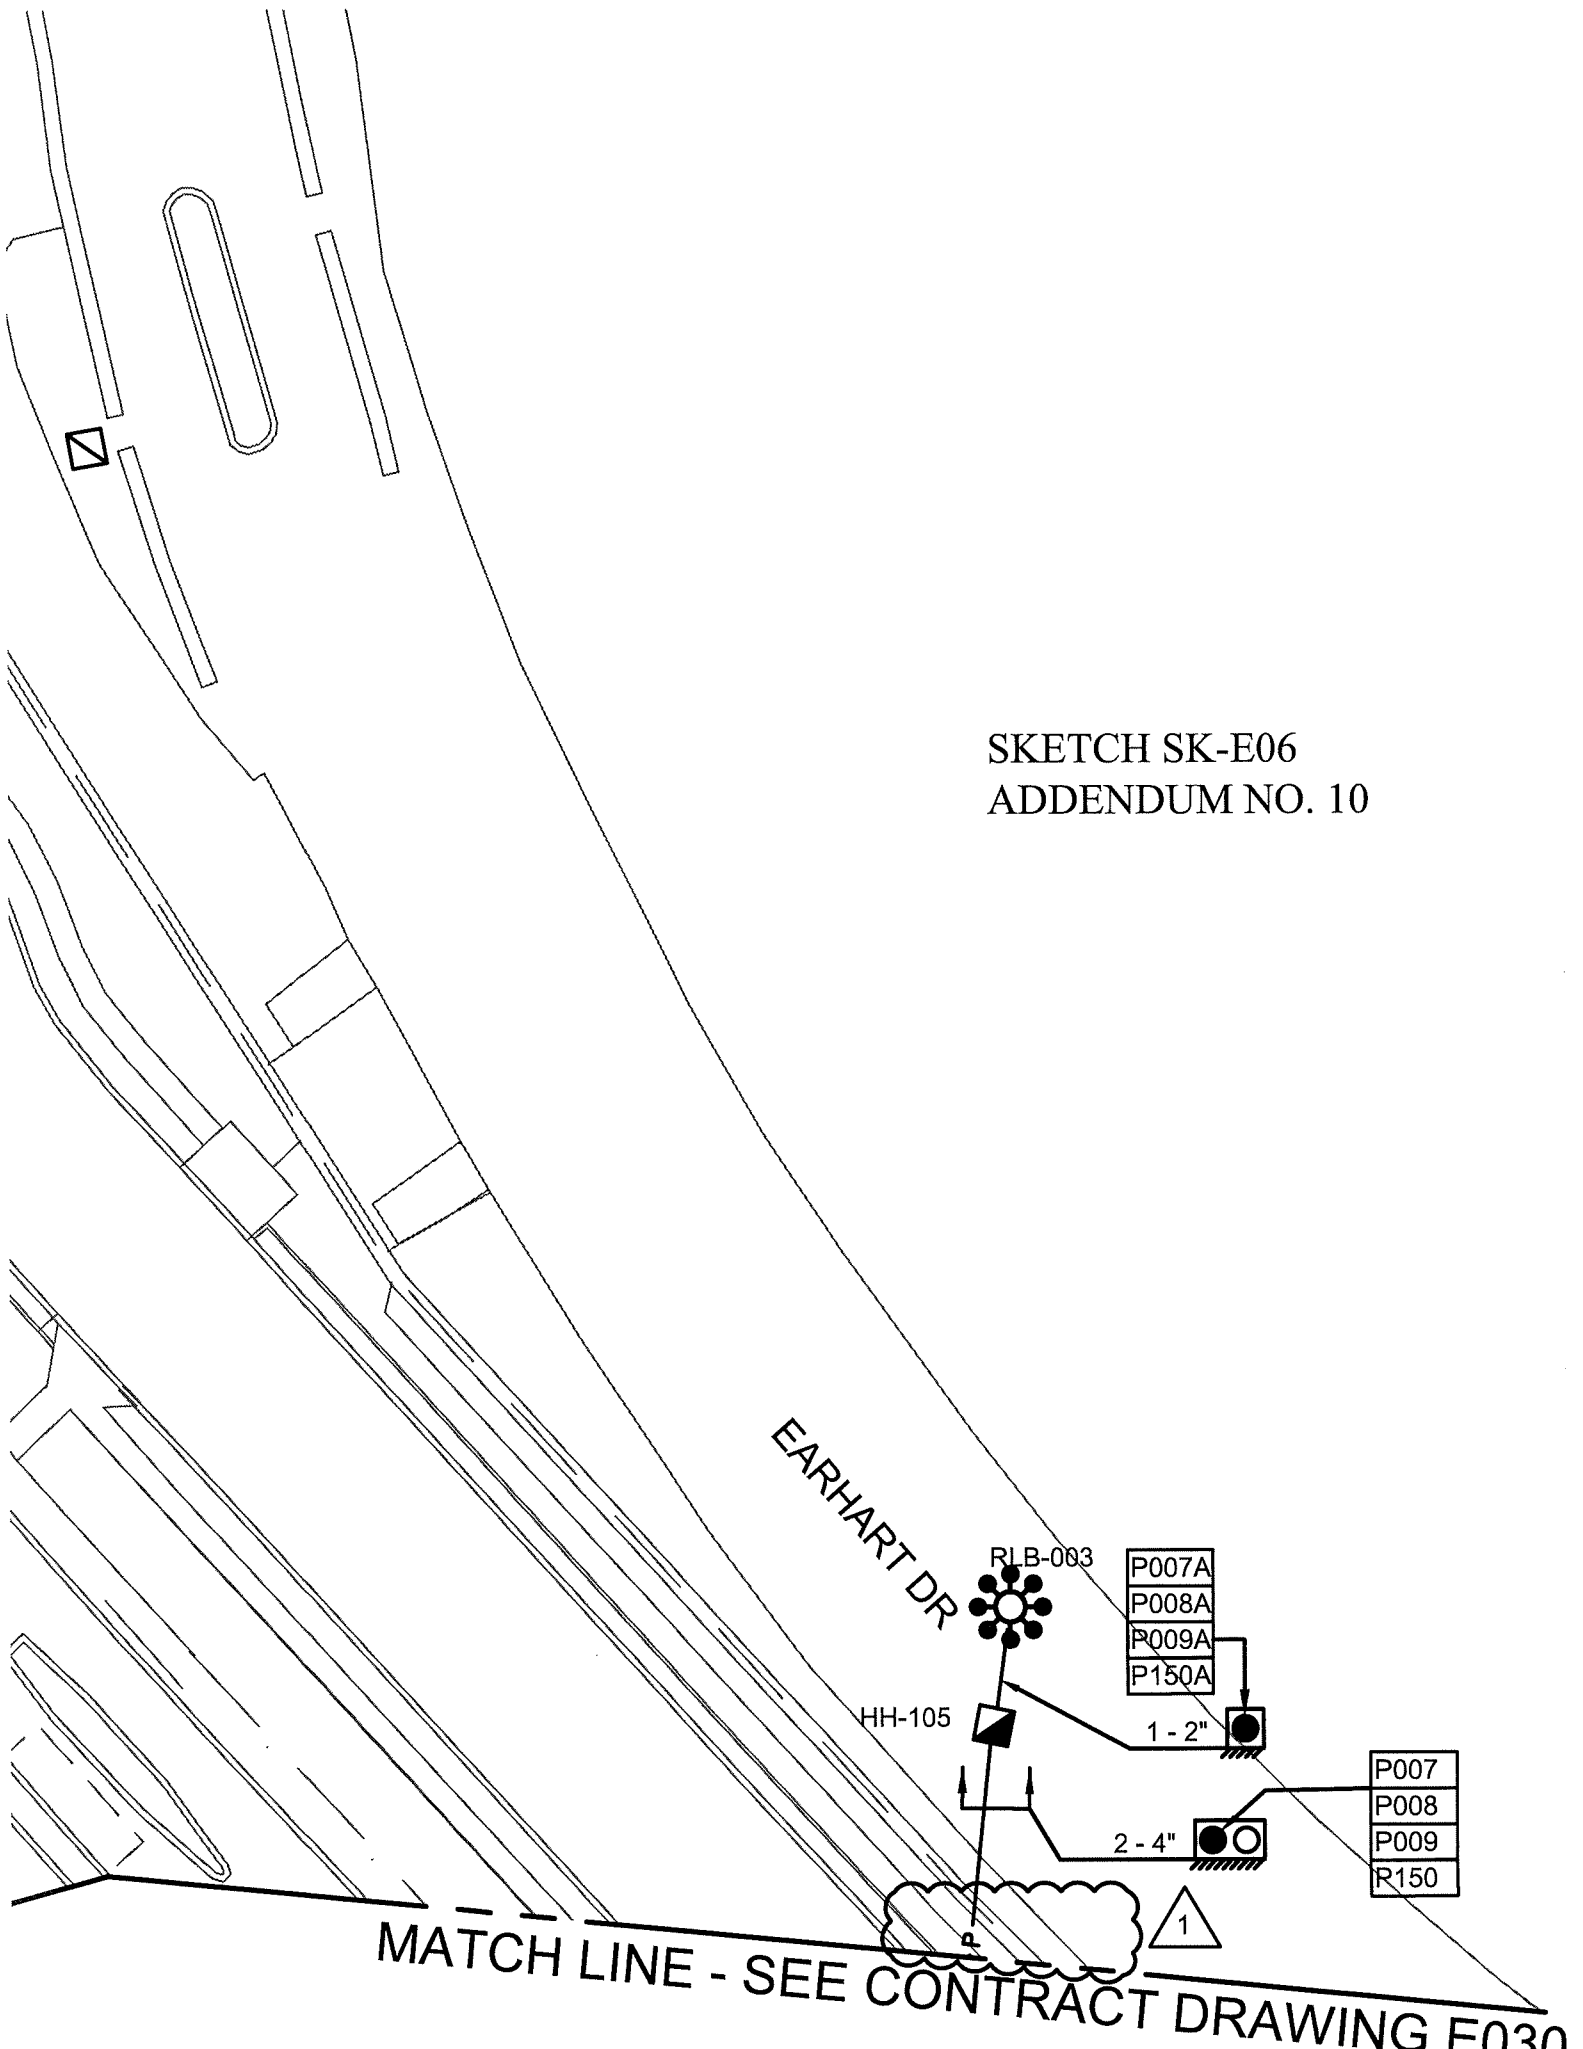 SKETCH SK-E06
ADDENDUM NO. 10
EARHART DR
RLB-003
P007A
P008A
P009A
P150A
HH-105
1 - 2"
P007
P008
P009
P150
2 - 4"
1
P
MATCH LINE - SEE CONTRACT DRAWING E030